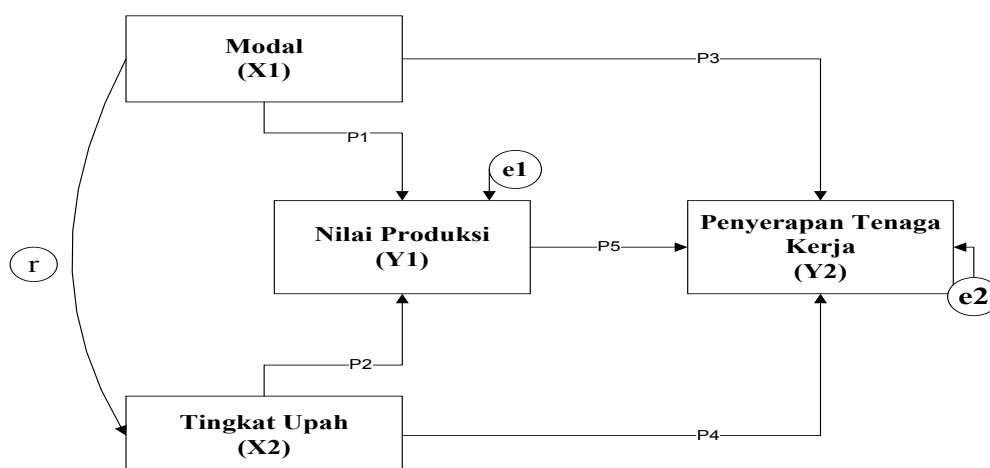 Modal
(X1)
P3
P1
e1
Nilai Produksi
(Y1)
P5
Penyerapan Tenaga
Kerja
(Y2)
r
e2
P2
Tingkat Upah
(X2)
P4